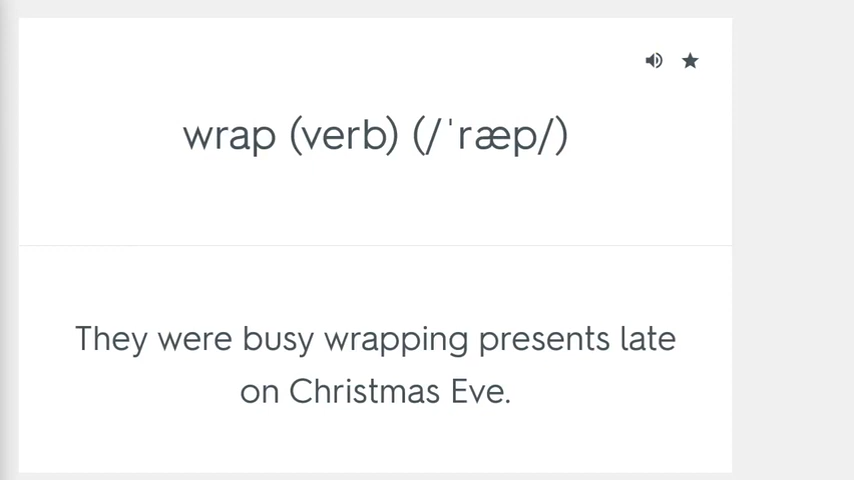 wrap (verb) (/ˈræp/)
They were busy wrapping presents late
on Christmas Eve.